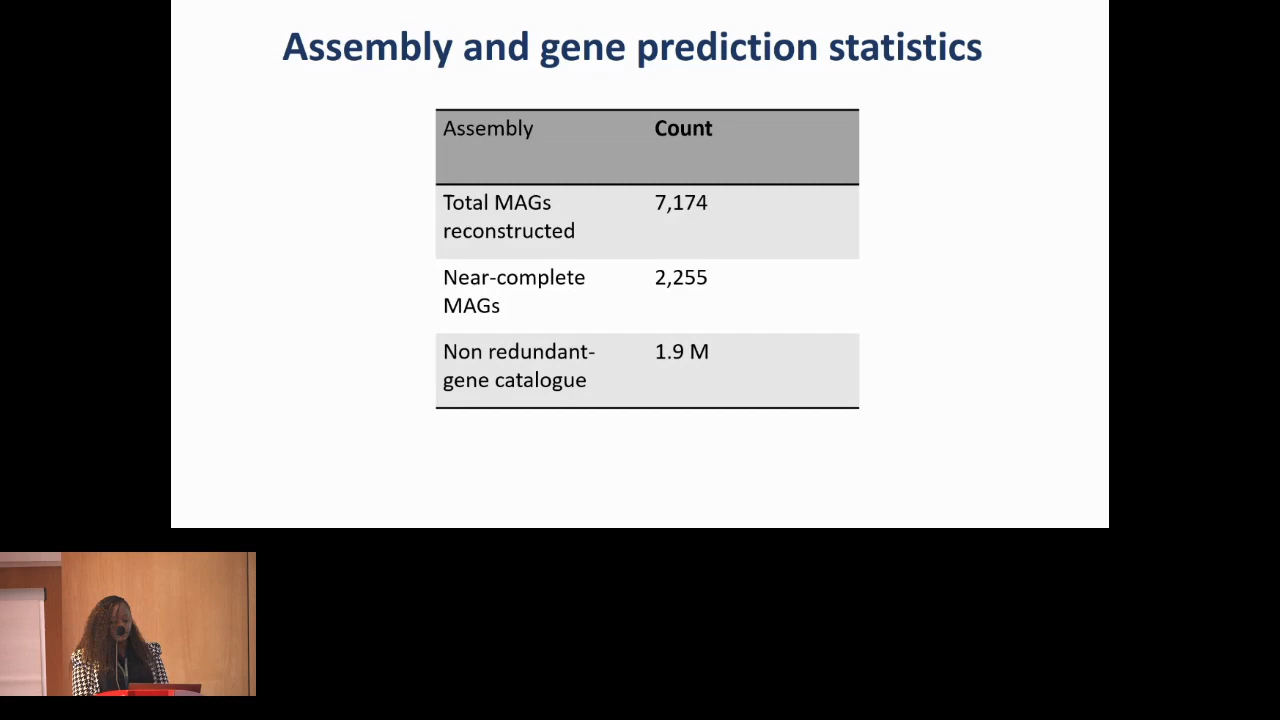 Assembly and gene prediction statistics
Assembly Count
Total MAGs 7,174
reconstructed
Near-complete 2,255
MAGs
Non redundant- 1.9 M
gene catalogue